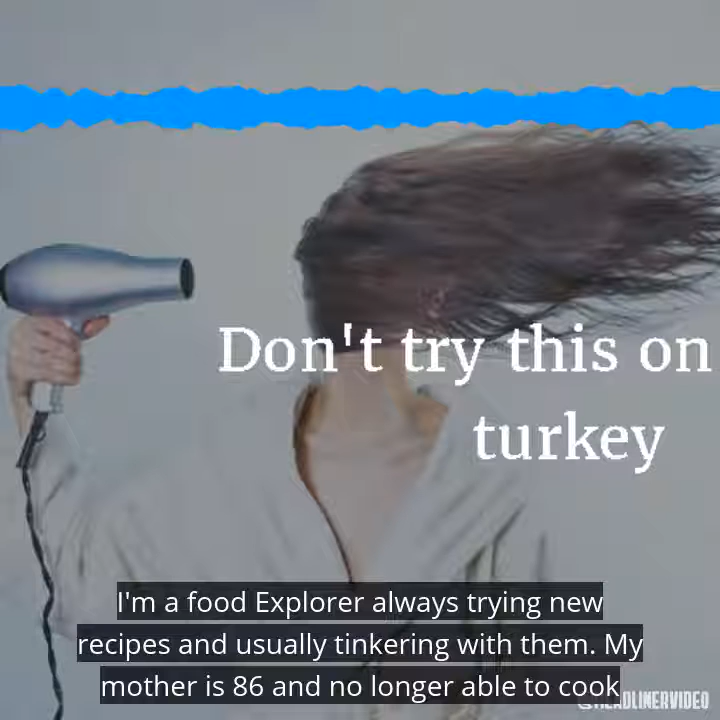 Don't try this on
turkey
I'm a food Explorer always trying new
recipes and usually tinkering with them. My
mother is 86 and no longer able to cook